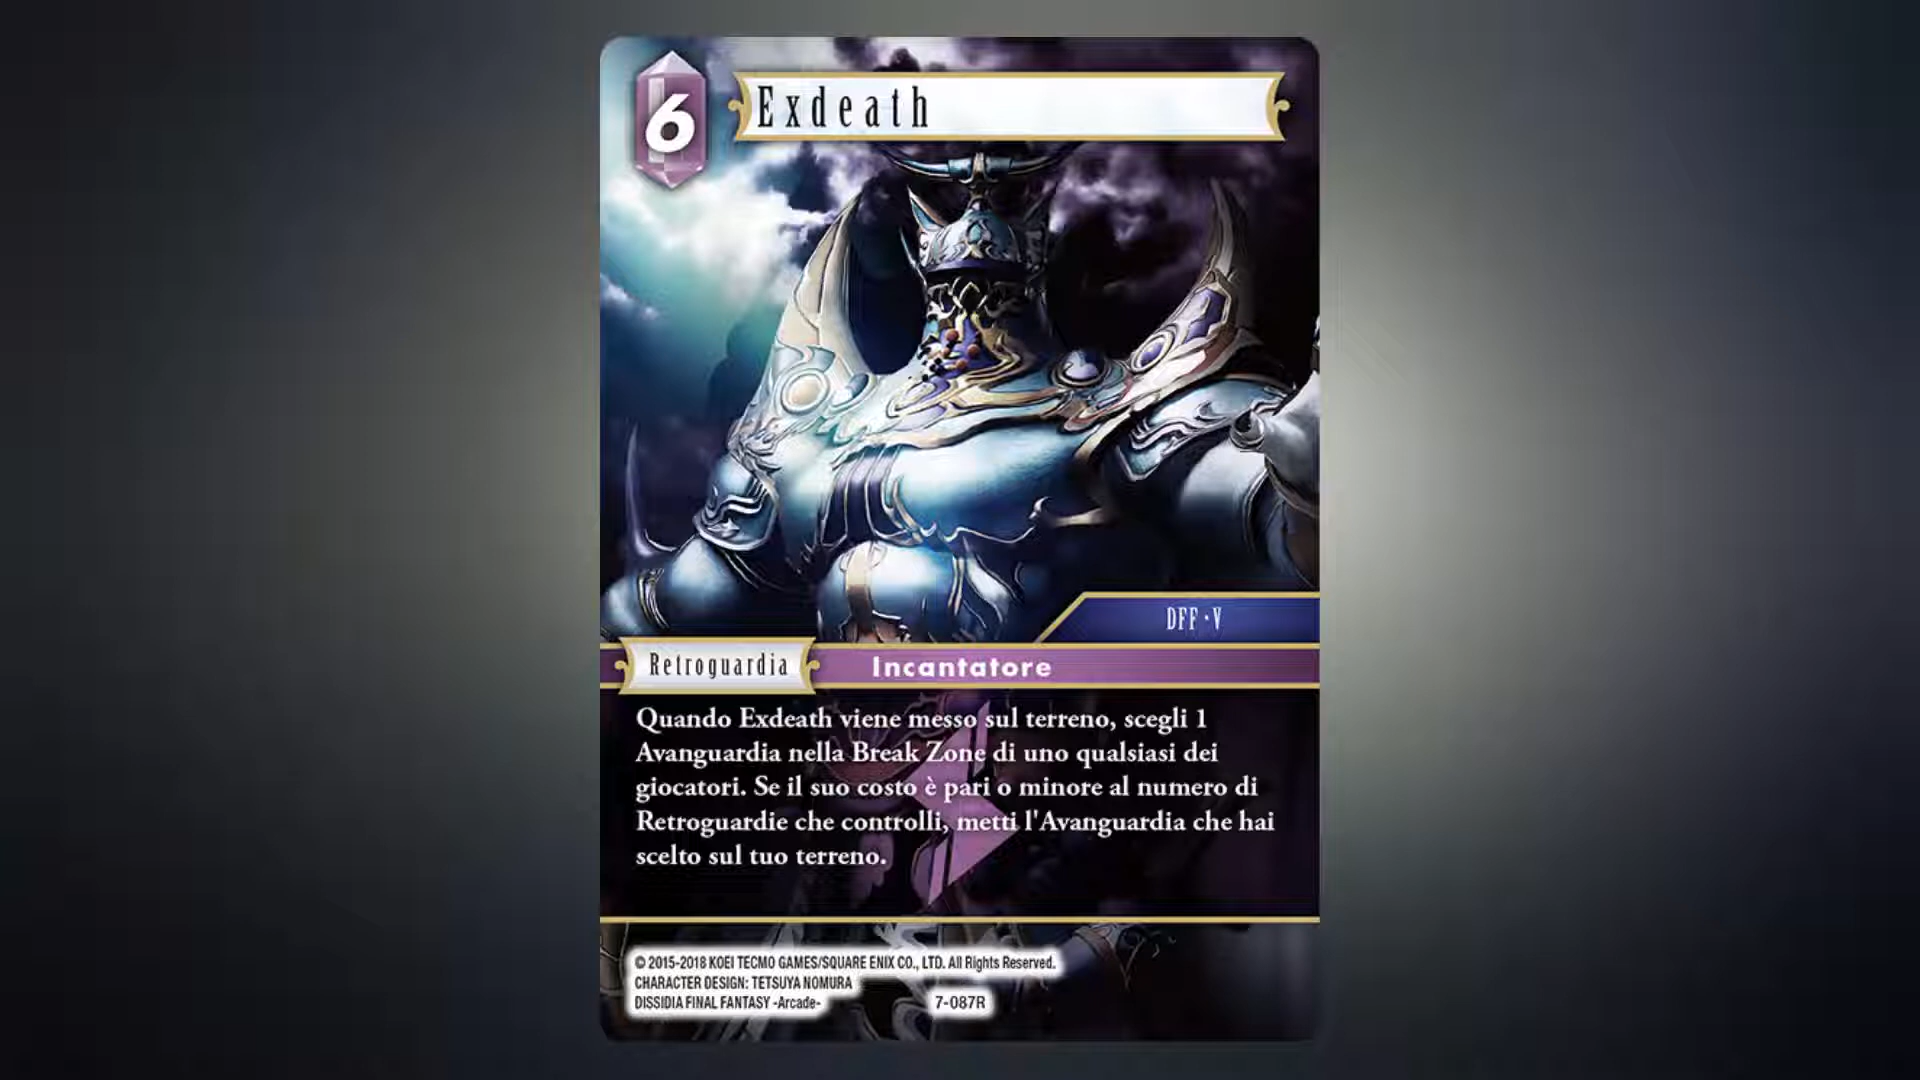 6
Exdeath
DFF·V
Retroguardia
Incantatore
Quando Exdeath viene messo sul terreno, scegli 1
Avanguardia nella Break Zone di uno qualsiasi dei
giocatori. Se il suo costo è pari o minore al numero di
Retroguardie che controlli, metti l'Avanguardia che hai
scelto sul tuo terreno.
© 2015-2018 KOEI TECMO GAMES/SQUARE ENIX CO., LTD. All Rights Reserved.
CHARACTER DESIGN: TETSUYA NOMURA
DISSIDIA FINAL FANTASY -Arcade-
7-087R